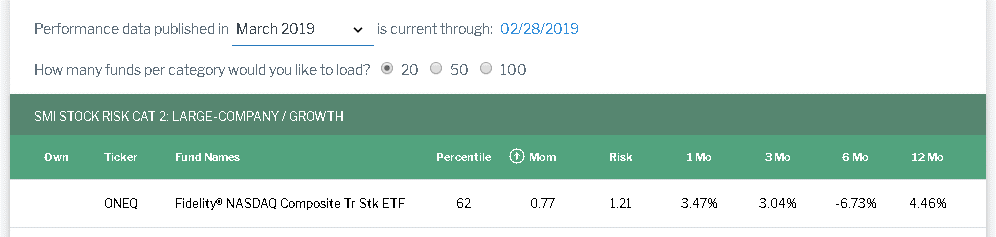 Performance data published in March 2019 is current through: 02/28/2019
How many funds per category would you like to load? 20 50 100
SMI STOCK RISK CAT 2: LARGE-COMPANY / GROWTH
Own Ticker Fund Names Percentile Mom Risk 1 Mo 3 Mo 6 Mo 12 Mo
ONEQ Fidelity® NASDAQ Composite Tr Stk ETF 62 0.77 1.21 3.47% 3.04% -6.73% 4.46%